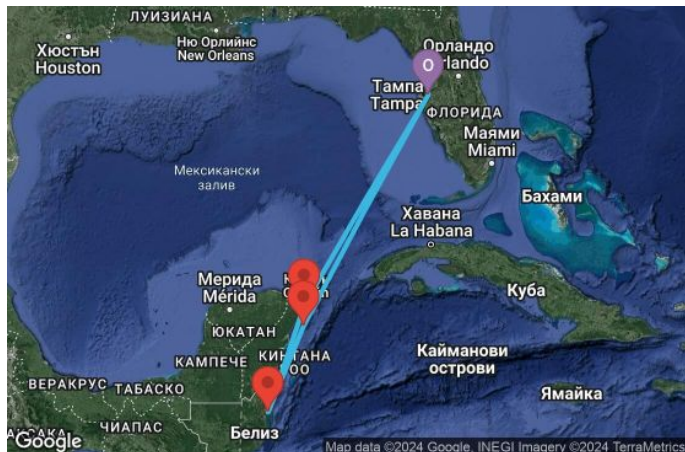 ЛУИЗИАНА
Хюстън
Houston
Ню Орлийнс
New Orleans
Орландо
Orlando
O
Тампа
Tampa
ФЛОРИДА
Маями
Miami
Мексикански
залив
Бахами
Хавана
La Habana
Мерида
Mérida
Куба
ЮКАТАН
КАМПЕЧЕ
КИНТАНА
РОО
Кайманови
острови
ВЕРАКРУС
ТАБАСКО
Ямайка
ЧИАПАС
Белиз
Google
Map data ©2024 Google, INEGI Imagery ©2024 TerraMetrics